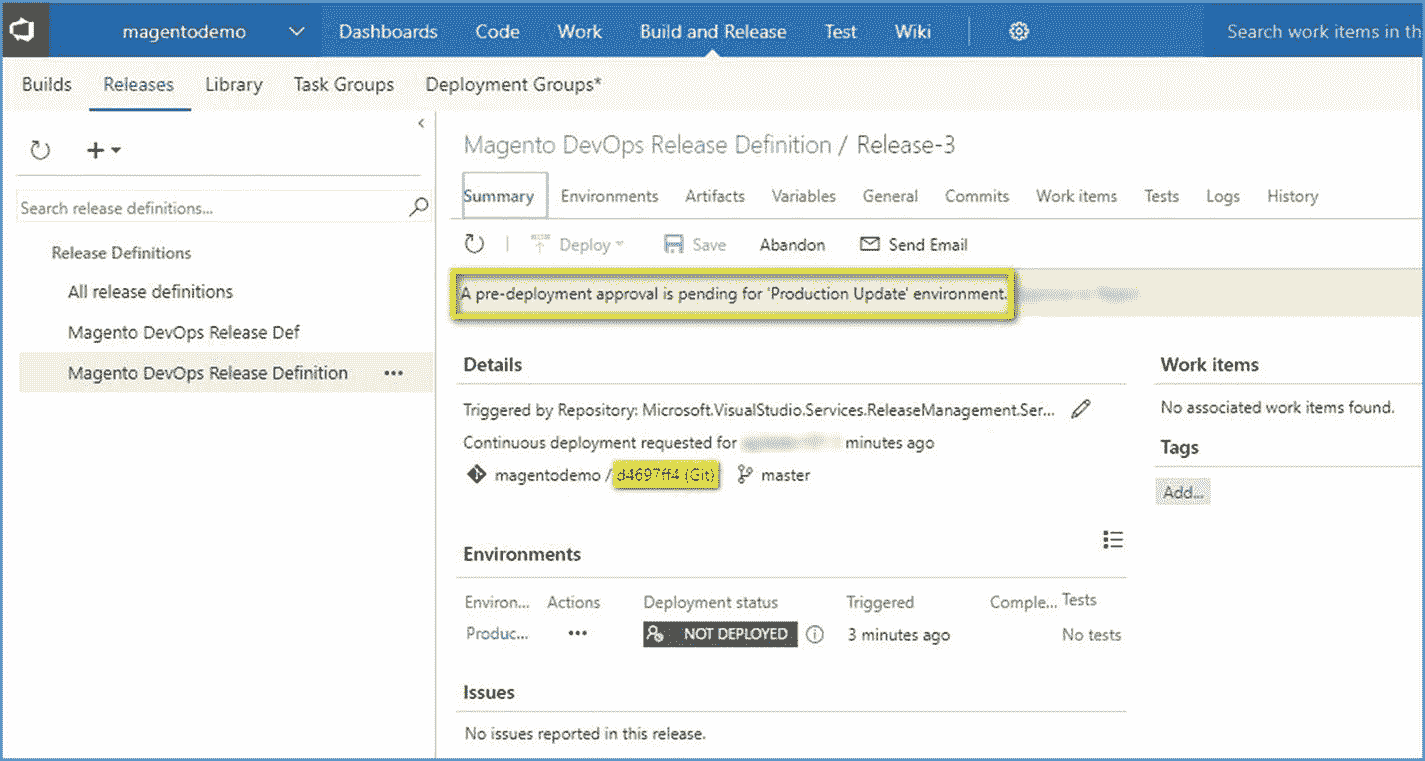 magentodemo Dashboards Code Work Build and Release Test Wiki Search work items in th
Builds Releases Library Task Groups Deployment Groups*
Search release definitions...
Release Definitions
All release definitions
Magento DevOps Release Def
Magento DevOps Release Definition ...
Magento DevOps Release Definition / Release-3
Summary Environments Artifacts Variables General Commits Work items Tests Logs History
Deploy Save Abandon Send Email
A pre-deployment approval is pending for 'Production Update' environment.
Details
Triggered by Repository: Microsoft.VisualStudio.Services.ReleaseManagement.Ser...
Continuous deployment requested for minutes ago
magentodemo / d4697ff4 (Git) master
Work items
No associated work items found.
Tags
Add...
Environments
Environ... Actions Deployment status Triggered Comple... Tests
Produc... ... NOT DEPLOYED 3 minutes ago No tests
Issues
No issues reported in this release.